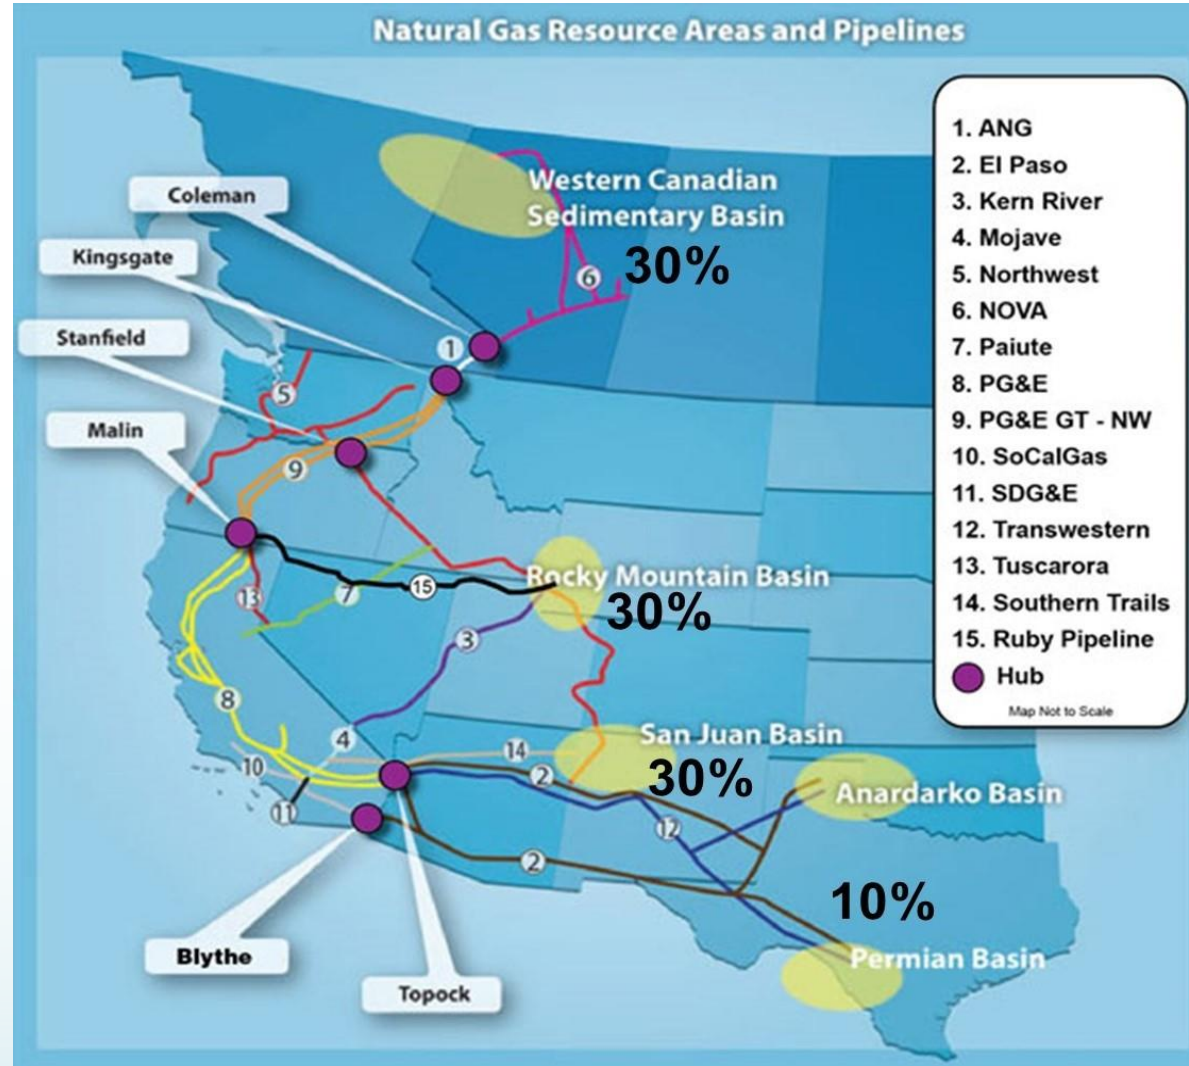 Natural Gas Resource Areas and Pipelines
1. ANG
2. El Paso
3. Kern River
4. Mojave
5. Northwest
6. NOVA
7. Paiute
8. PG&E
9. PG&E GT - NW
10. SoCalGas
11. SDG&E
12. Transwestern
13. Tuscarora
14. Southern Trails
15. Ruby Pipeline
Hub
Map Not to Scale
Coleman
Kingsgate
Stanfield
Malin
Western Canadian
Sedimentary Basin
30%
6
1
5
9
Rocky Mountain Basin
30%
15
7
13
3
8
4
10
11
14
2
San Juan Basin
30%
12
Anardarko Basin
2
10%
Permian Basin
Blythe
Topock